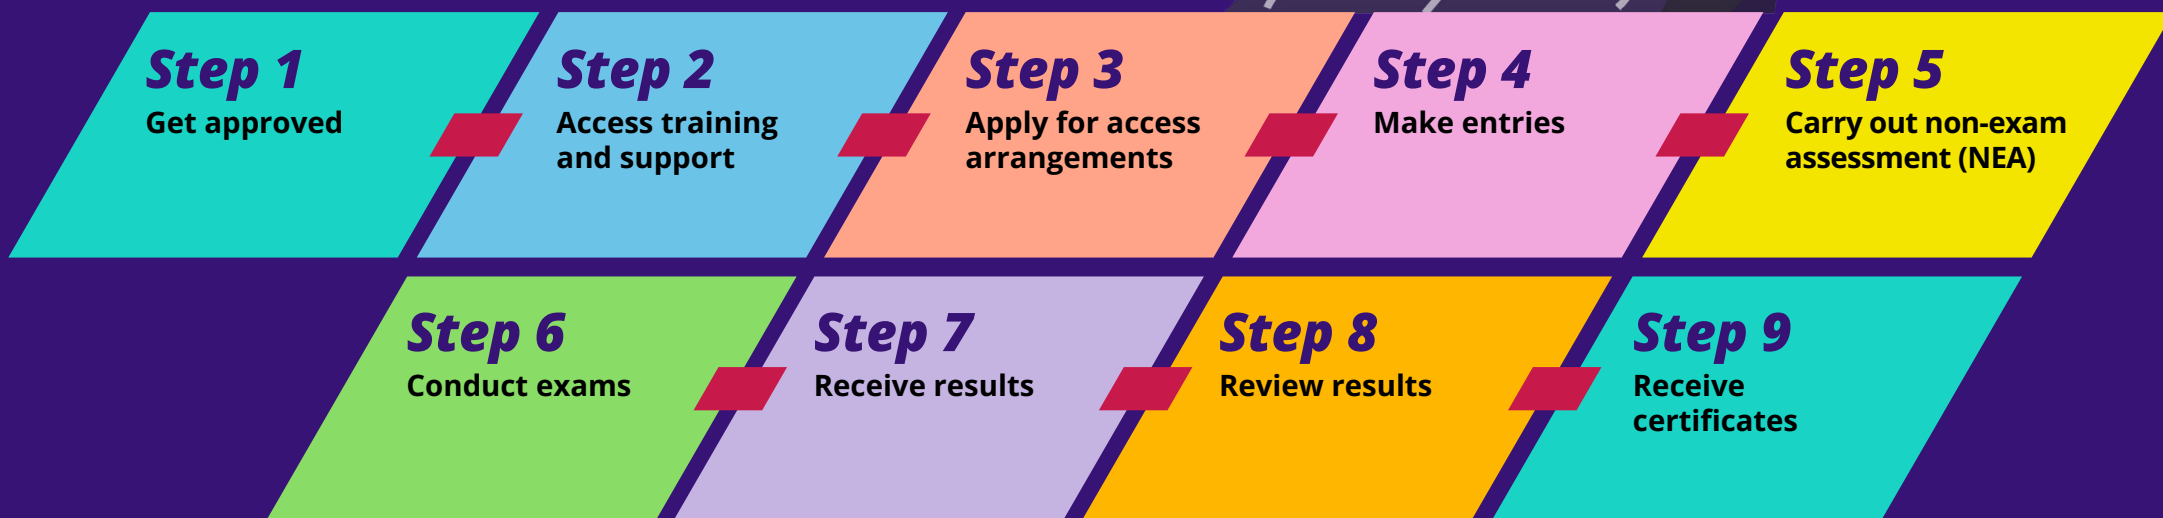 Step 1
Get approved
Step 2
Access training
and support
Step 3
Apply for access
arrangements
Step 4
Make entries
Step 5
Carry out non-exam
assessment (NEA)
Step 6
Conduct exams
Step 7
Receive results
Step 8
Review results
Step 9
Receive
certificates